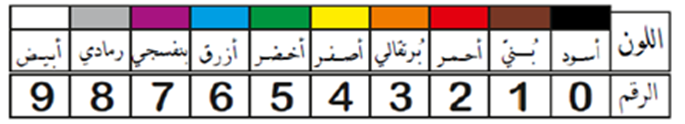 اللون أسود بُنيّ أحمر بُرتقالي أصفر أخضر أزرق بنفسجي رمادي أبيض
الرقم 0 1 2 3 4 5 6 7 8 9